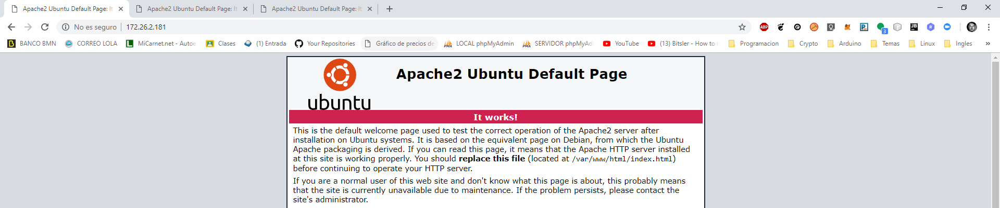 Apache2 Ubuntu Default Page: It
Apache2 Ubuntu Default Page: It
Apache2 Ubuntu Default Page: It
No es seguro
172.26.2.181
ABP
3
JB
R
BANCO BMN
CORREO LOLA
MiCarnet.net - Autoe
Clases
(1) Entrada
Your Repositories
Gráfico de precios de
LOCAL phpMyAdmin
SERVIDOR phpMyAd
YouTube
(13) Bitsler - How to
Programacion
Crypto
Arduino
Temas
Linux
Ingles
»
Apache2 Ubuntu Default Page
ubuntu
It works!
This is the default welcome page used to test the correct operation of the Apache2 server after
installation on Ubuntu systems. It is based on the equivalent page on Debian, from which the Ubuntu
Apache packaging is derived. If you can read this page, it means that the Apache HTTP server installed
at this site is working properly. You should replace this file (located at /var/www/html/index.html)
before continuing to operate your HTTP server.
If you are a normal user of this web site and don't know what this page is about, this probably means
that the site is currently unavailable due to maintenance. If the problem persists, please contact the
site's administrator.